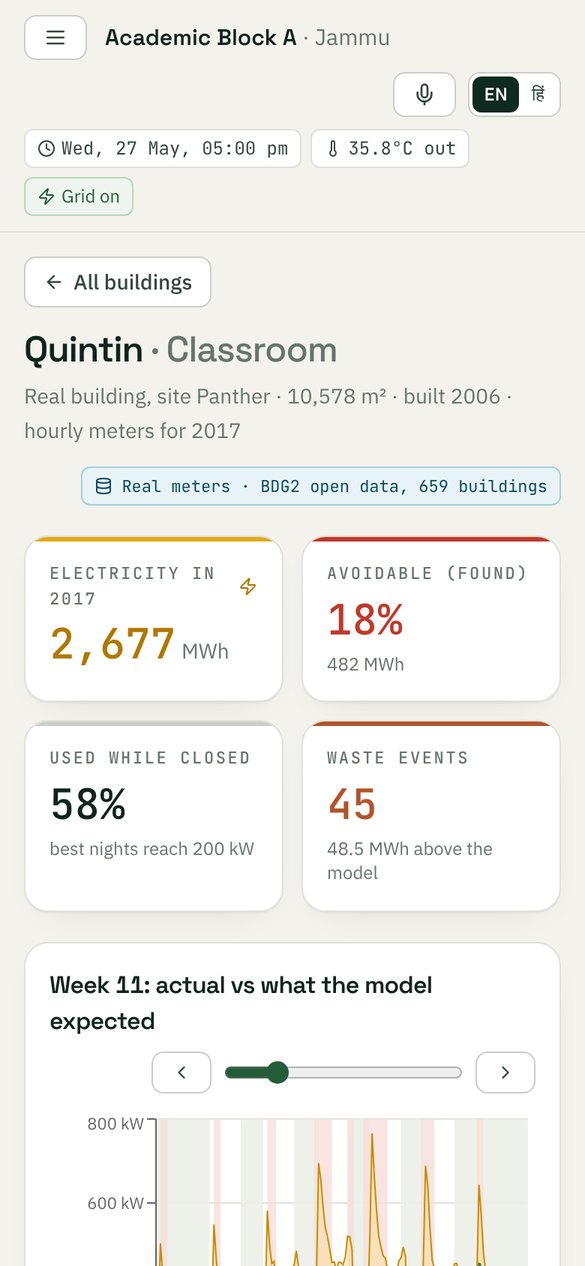 Academic Block A · Jammu
EN हिं
Wed, 27 May, 05:00 pm 35.8°C out
Grid on
← All buildings
Quintin · Classroom
Real building, site Panther · 10,578 m² · built 2006 ·
hourly meters for 2017
Real meters · BDG2 open data, 659 buildings
ELECTRICITY IN
2017
2,677 MWh
AVOIDABLE (FOUND)
18%
482 MWh
USED WHILE CLOSED
58%
best nights reach 200 kW
WASTE EVENTS
45
48.5 MWh above the
model
Week 11: actual vs what the model
expected
800 kW
600 kW